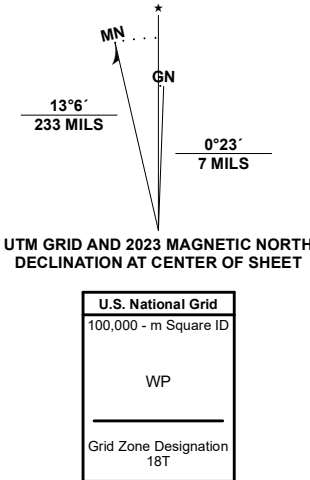 ★
MN
GN
13°6´
233 MILS
0°23´
7 MILS
UTM GRID AND 2023 MAGNETIC NORTH
DECLINATION AT CENTER OF SHEET
U.S. National Grid
100,000 - m Square ID
WP
Grid Zone Designation
18T